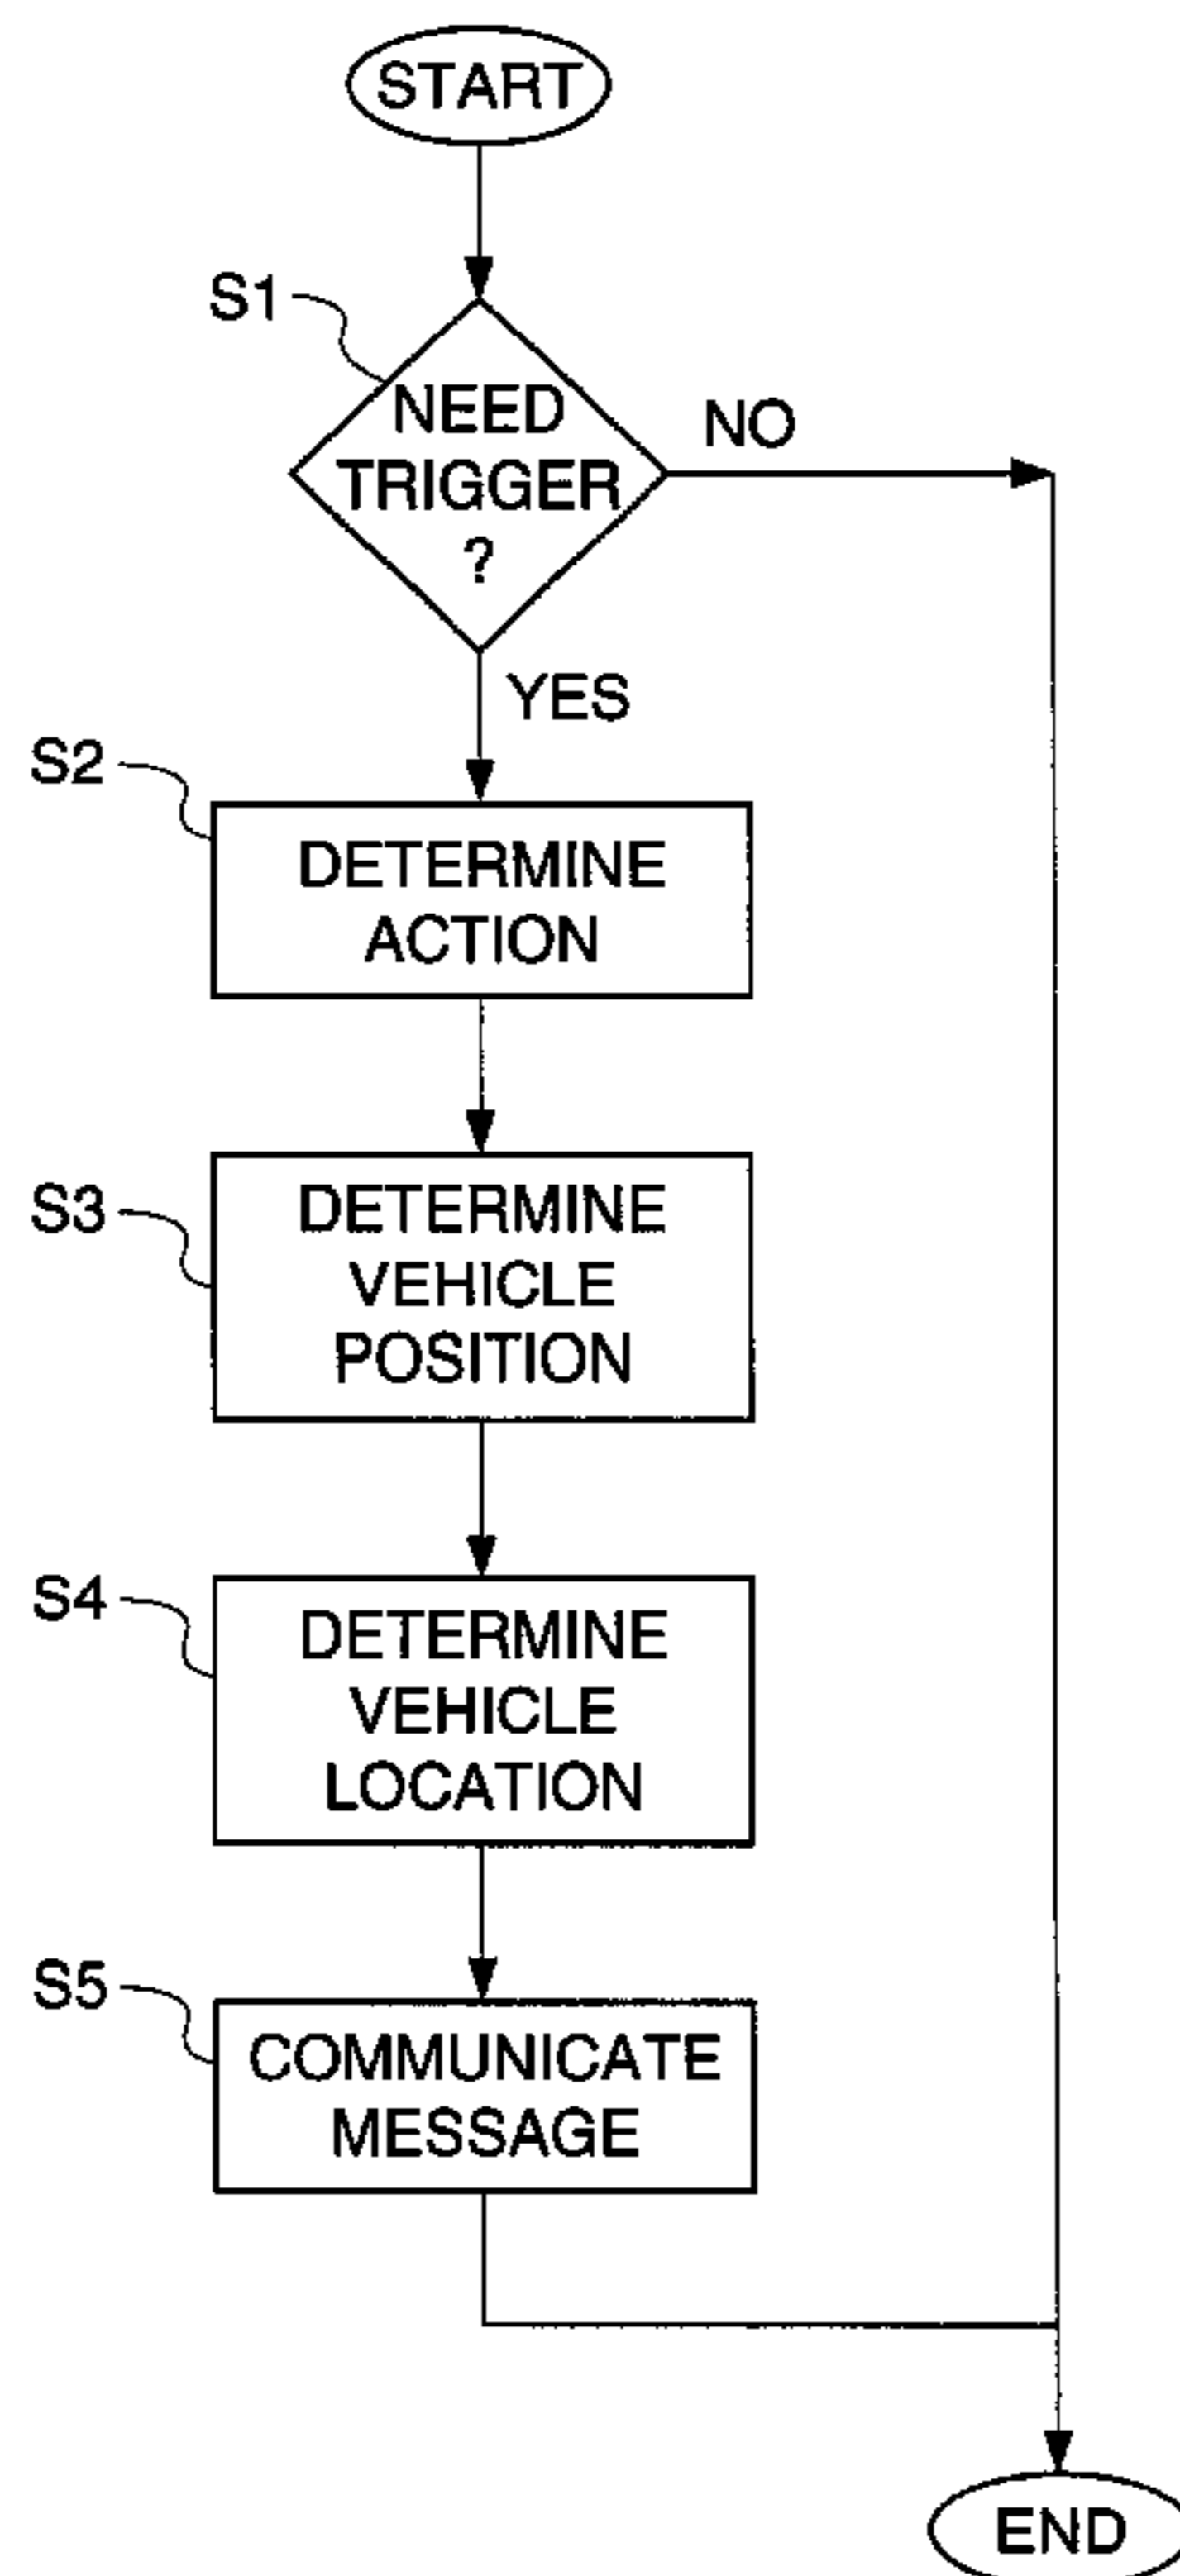 START
S1
NEED
TRIGGER
?
NO
YES
S2
DETERMINE
ACTION
S3
DETERMINE
VEHICLE
POSITION
S4
DETERMINE
VEHICLE
LOCATION
S5
COMMUNICATE
MESSAGE
END